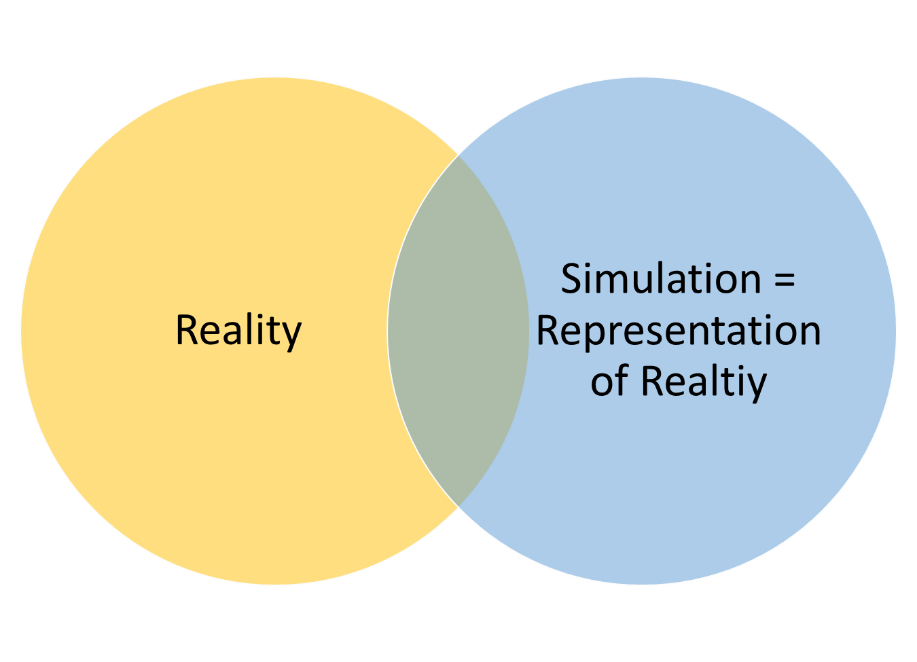 Reality
Simulation =
Representation
of Realtiy